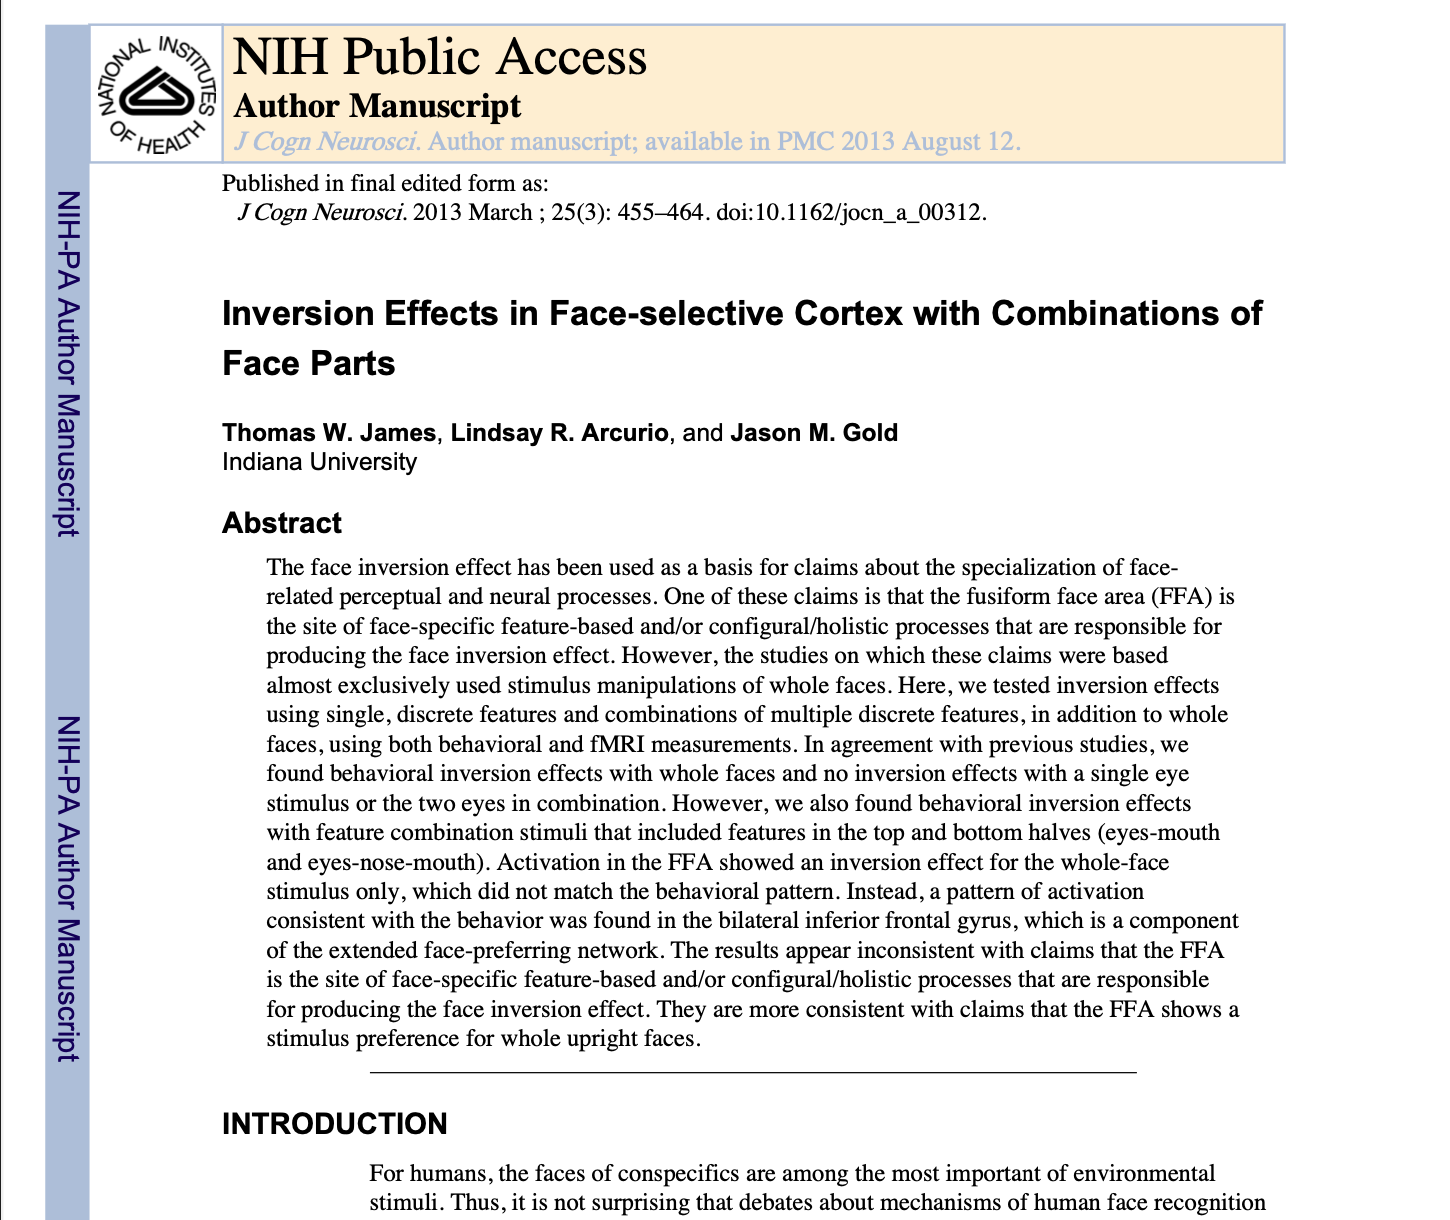 NATIONAL INSTITUTES OF HEALTH
NIH Public Access
Author Manuscript
J Cogn Neurosci. Author manuscript; available in PMC 2013 August 12.
Published in final edited form as:
J Cogn Neurosci. 2013 March ; 25(3): 455–464. doi:10.1162/jocn_a_00312.
Inversion Effects in Face-selective Cortex with Combinations of
Face Parts
Thomas W. James, Lindsay R. Arcurio, and Jason M. Gold
Indiana University
Abstract
The face inversion effect has been used as a basis for claims about the specialization of face-
related perceptual and neural processes. One of these claims is that the fusiform face area (FFA) is
the site of face-specific feature-based and/or configural/holistic processes that are responsible for
producing the face inversion effect. However, the studies on which these claims were based
almost exclusively used stimulus manipulations of whole faces. Here, we tested inversion effects
using single, discrete features and combinations of multiple discrete features, in addition to whole
faces, using both behavioral and fMRI measurements. In agreement with previous studies, we
found behavioral inversion effects with whole faces and no inversion effects with a single eye
stimulus or the two eyes in combination. However, we also found behavioral inversion effects
with feature combination stimuli that included features in the top and bottom halves (eyes-mouth
and eyes-nose-mouth). Activation in the FFA showed an inversion effect for the whole-face
stimulus only, which did not match the behavioral pattern. Instead, a pattern of activation
consistent with the behavior was found in the bilateral inferior frontal gyrus, which is a component
of the extended face-preferring network. The results appear inconsistent with claims that the FFA
is the site of face-specific feature-based and/or configural/holistic processes that are responsible
for producing the face inversion effect. They are more consistent with claims that the FFA shows a
stimulus preference for whole upright faces.
INTRODUCTION
For humans, the faces of conspecifics are among the most important of environmental
stimuli. Thus, it is not surprising that debates about mechanisms of human face recognition
NIH-PA Author Manuscript
NIH-PA Author Manuscript